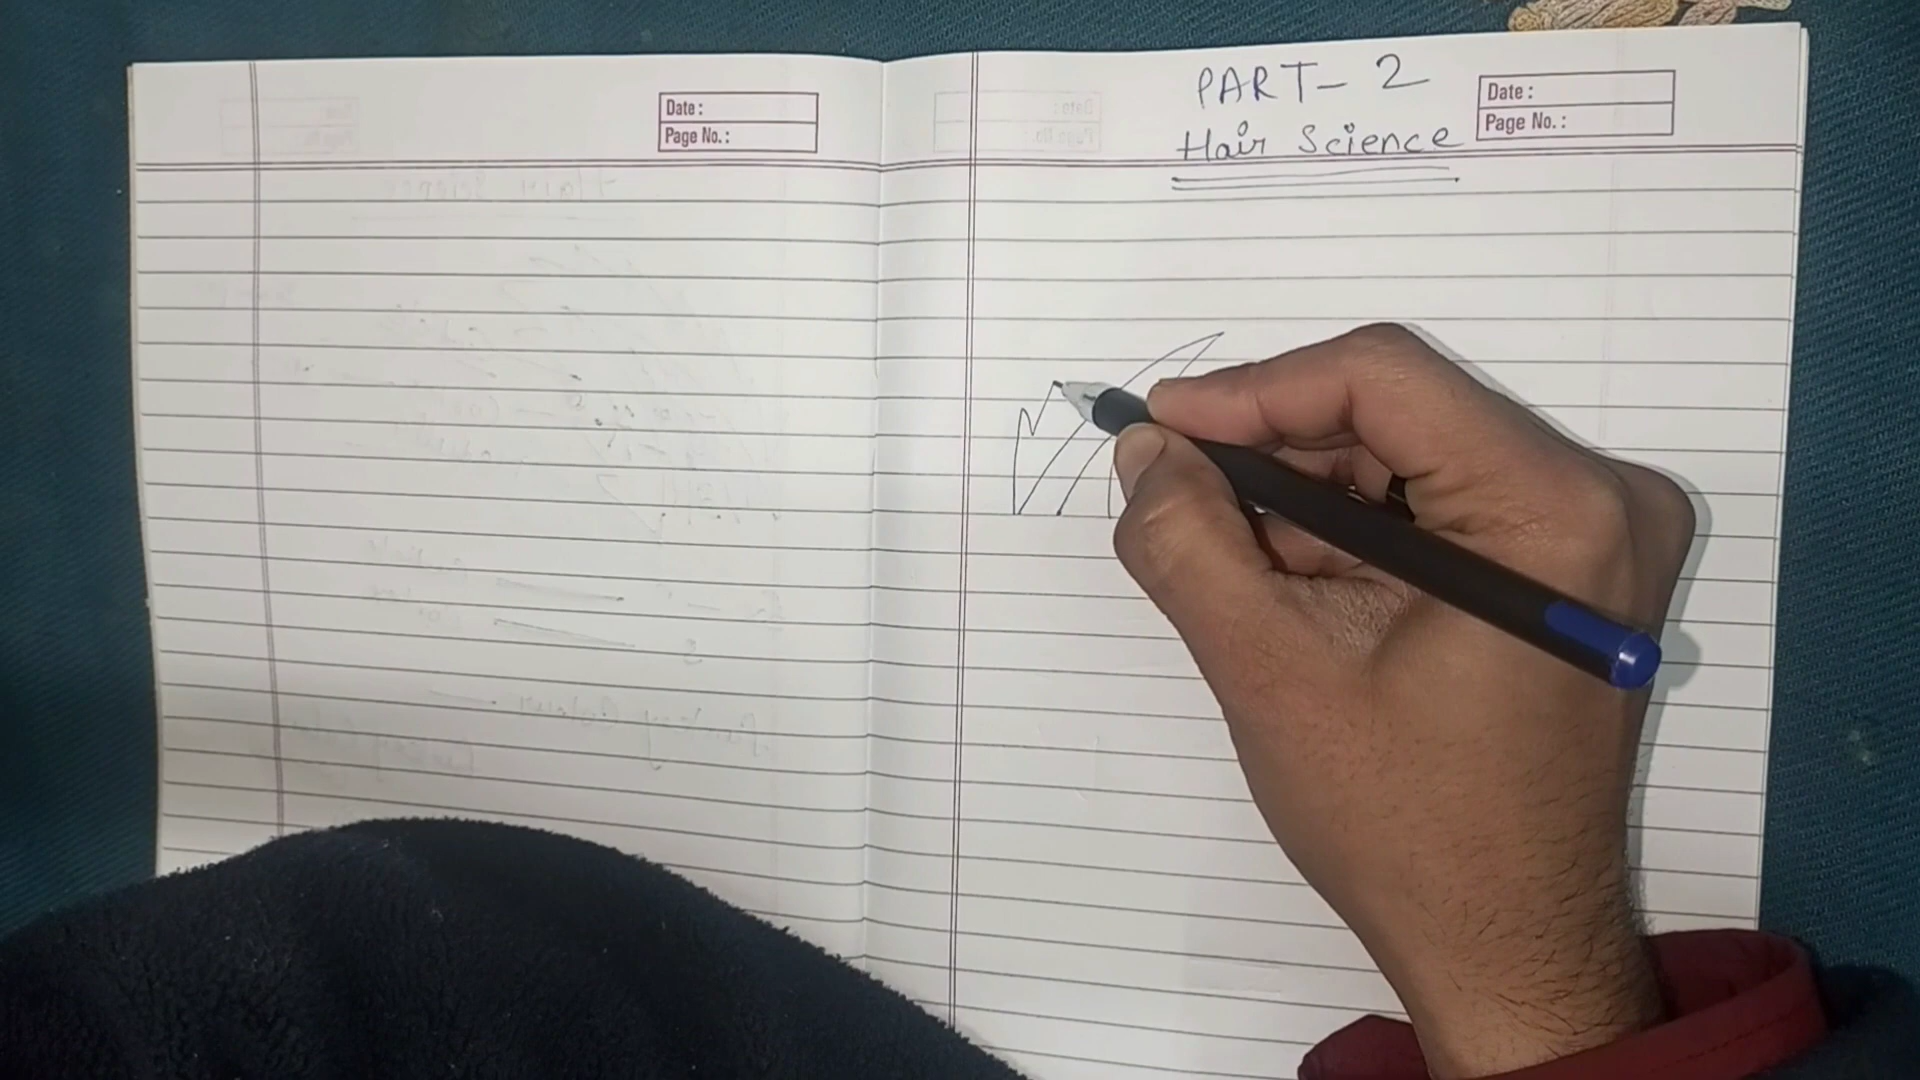 Date :
Page No. :
PART - 2
Hair Science
Date :
Page No. :